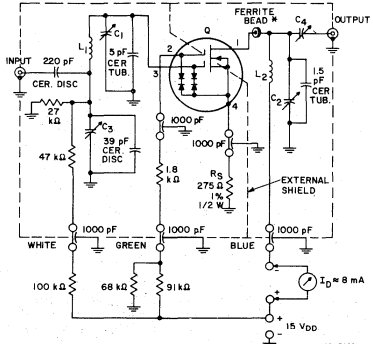 FERRITE
BEAD *
C4
OUTPUT
Q
L1
C1
5 pF
CER
TUB.
1
2
3
4
INPUT
220 pF
CER. DISC
L2
C2
1.5
pF
CER
TUB.
27
kΩ
C3
39 pF
CER.
DISC
1000 pF
1000 pF
47 kΩ
1.8
kΩ
RS
275 Ω
1%
1/2 W
EXTERNAL
SHIELD
1000 pF
1000 pF
1000 pF
WHITE
GREEN
BLUE
100 kΩ
68 kΩ
91 kΩ
ID ≈ 8 mA
-
+
+
15 VDD
-